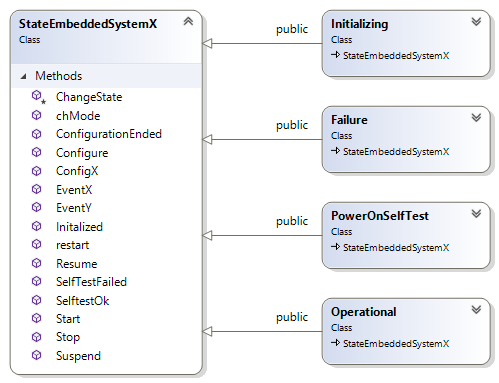 StateEmbeddedSystemX
Class
Methods
ChangeState
chMode
ConfigurationEnded
Configure
ConfigX
EventX
EventY
Initalized
restart
Resume
SelfTestFailed
SelftestOk
Start
Stop
Suspend
public
Initializing
Class
StateEmbeddedSystemX
public
Failure
Class
StateEmbeddedSystemX
public
PowerOnSelfTest
Class
StateEmbeddedSystemX
public
Operational
Class
StateEmbeddedSystemX